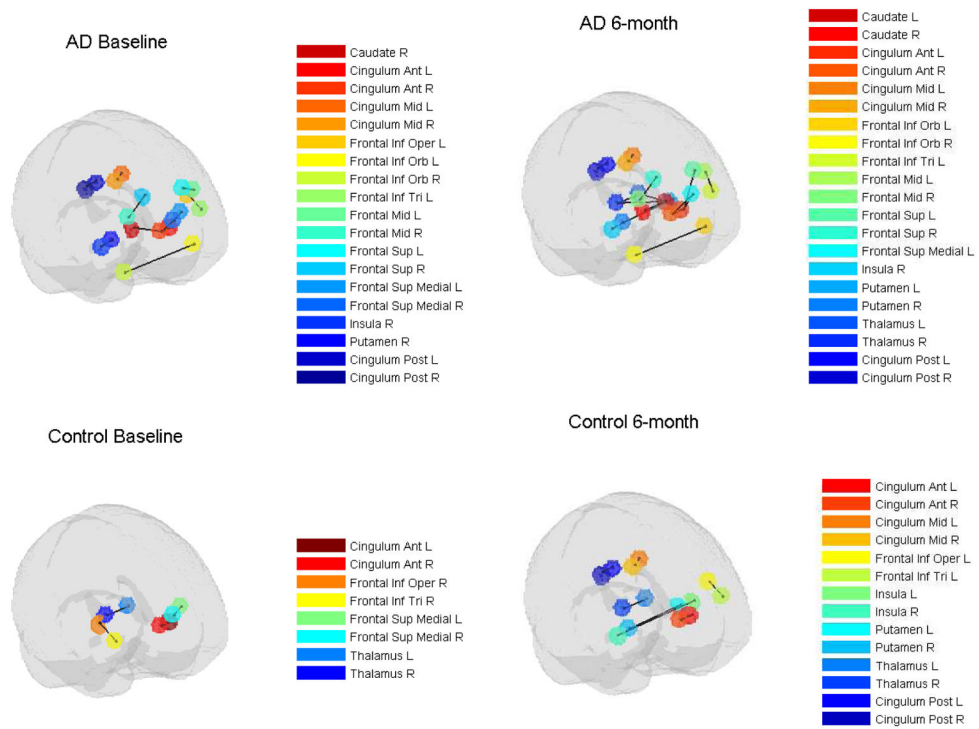 AD Baseline
Caudate R
Cingulum Ant L
Cingulum Ant R
Cingulum Mid L
Cingulum Mid R
Frontal Inf Oper L
Frontal Inf Orb L
Frontal Inf Orb R
Frontal Inf Tri L
Frontal Mid L
Frontal Mid R
Frontal Sup L
Frontal Sup R
Frontal Sup Medial L
Frontal Sup Medial R
Insula R
Putamen R
Cingulum Post L
Cingulum Post R
AD 6-month
Caudate L
Caudate R
Cingulum Ant L
Cingulum Ant R
Cingulum Mid L
Cingulum Mid R
Frontal Inf Orb L
Frontal Inf Orb R
Frontal Inf Tri L
Frontal Mid L
Frontal Mid R
Frontal Sup L
Frontal Sup R
Frontal Sup Medial L
Insula R
Putamen L
Putamen R
Thalamus L
Thalamus R
Cingulum Post L
Cingulum Post R
Control Baseline
Cingulum Ant L
Cingulum Ant R
Frontal Inf Oper R
Frontal Inf Tri R
Frontal Sup Medial L
Frontal Sup Medial R
Thalamus L
Thalamus R
Control 6-month
Cingulum Ant L
Cingulum Ant R
Cingulum Mid L
Cingulum Mid R
Frontal Inf Oper L
Frontal Inf Tri L
Insula L
Insula R
Putamen L
Putamen R
Thalamus L
Thalamus R
Cingulum Post L
Cingulum Post R